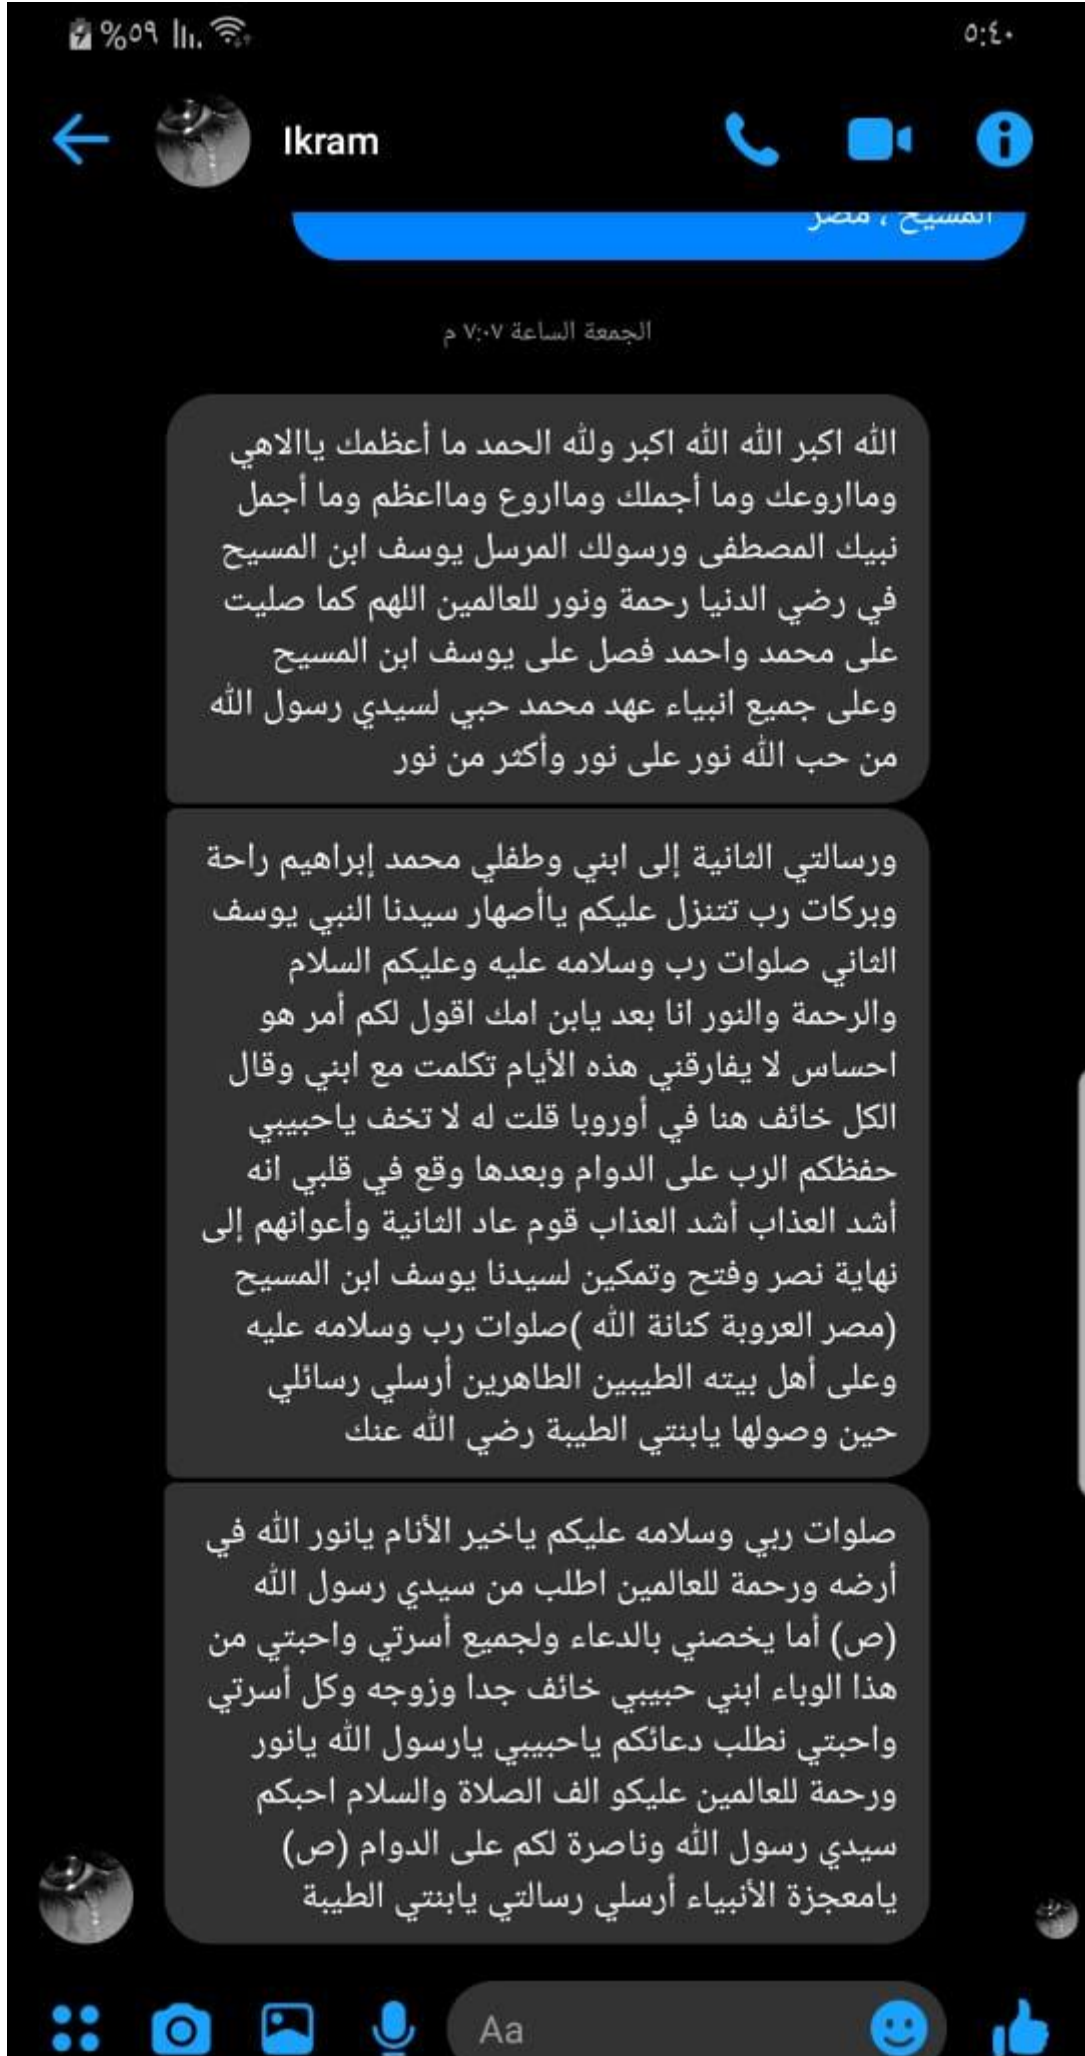 %٥٩
٥:٤٠
Ikram
المسيح ، مصر
الجمعة الساعة ٧:٠٧ م
الله اكبر الله الله اكبر ولله الحمد ما أعظمك ياالاهي
ومااروعك وما أجملك ومااروع ومااعظم وما أجمل
نبيك المصطفى ورسولك المرسل يوسف ابن المسيح
في رضي الدنيا رحمة ونور للعالمين اللهم كما صليت
على محمد واحمد فصل على يوسف ابن المسيح
وعلى جميع انبياء عهد محمد حبي لسيدي رسول الله
من حب الله نور على نور وأكثر من نور
ورسالتي الثانية إلى ابني وطفلي محمد إبراهيم راحة
وبركات رب تتنزل عليكم ياأصهار سيدنا النبي يوسف
الثاني صلوات رب وسلامه عليه وعليكم السلام
والرحمة والنور انا بعد يابن امك اقول لكم أمر هو
احساس لا يفارقني هذه الأيام تكلمت مع ابني وقال
الكل خائف هنا في أوروبا قلت له لا تخف ياحبيبي
حفظكم الرب على الدوام وبعدها وقع في قلبي انه
أشد العذاب أشد العذاب قوم عاد الثانية وأعوانهم إلى
نهاية نصر وفتح وتمكين لسيدنا يوسف ابن المسيح
(مصر العروبة كنانة الله )صلوات رب وسلامه عليه
وعلى أهل بيته الطيبين الطاهرين أرسلي رسائلي
حين وصولها يابنتي الطيبة رضي الله عنك
صلوات ربي وسلامه عليكم ياخير الأنام يانور الله في
أرضه ورحمة للعالمين اطلب من سيدي رسول الله
(ص) أما يخصني بالدعاء ولجميع أسرتي واحبتي من
هذا الوباء ابني حبيبي خائف جدا وزوجه وكل أسرتي
واحبتي نطلب دعائكم ياحبيبي يارسول الله يانور
ورحمة للعالمين عليكو الف الصلاة والسلام احبكم
سيدي رسول الله وناصرة لكم على الدوام (ص)
يامعجزة الأنبياء أرسلي رسالتي يابنتي الطيبة
Aa